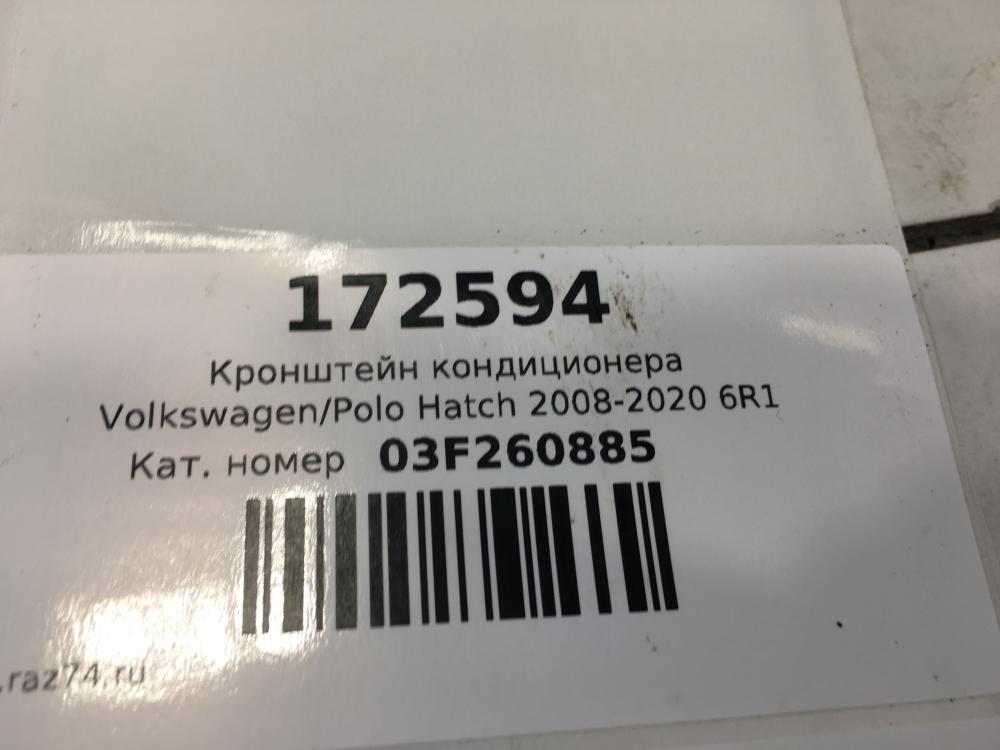 172594
Кронштейн кондиционера
Volkswagen/Polo Hatch 2008-2020 6R1
Кат. номер 03F260885
.raz74.ru